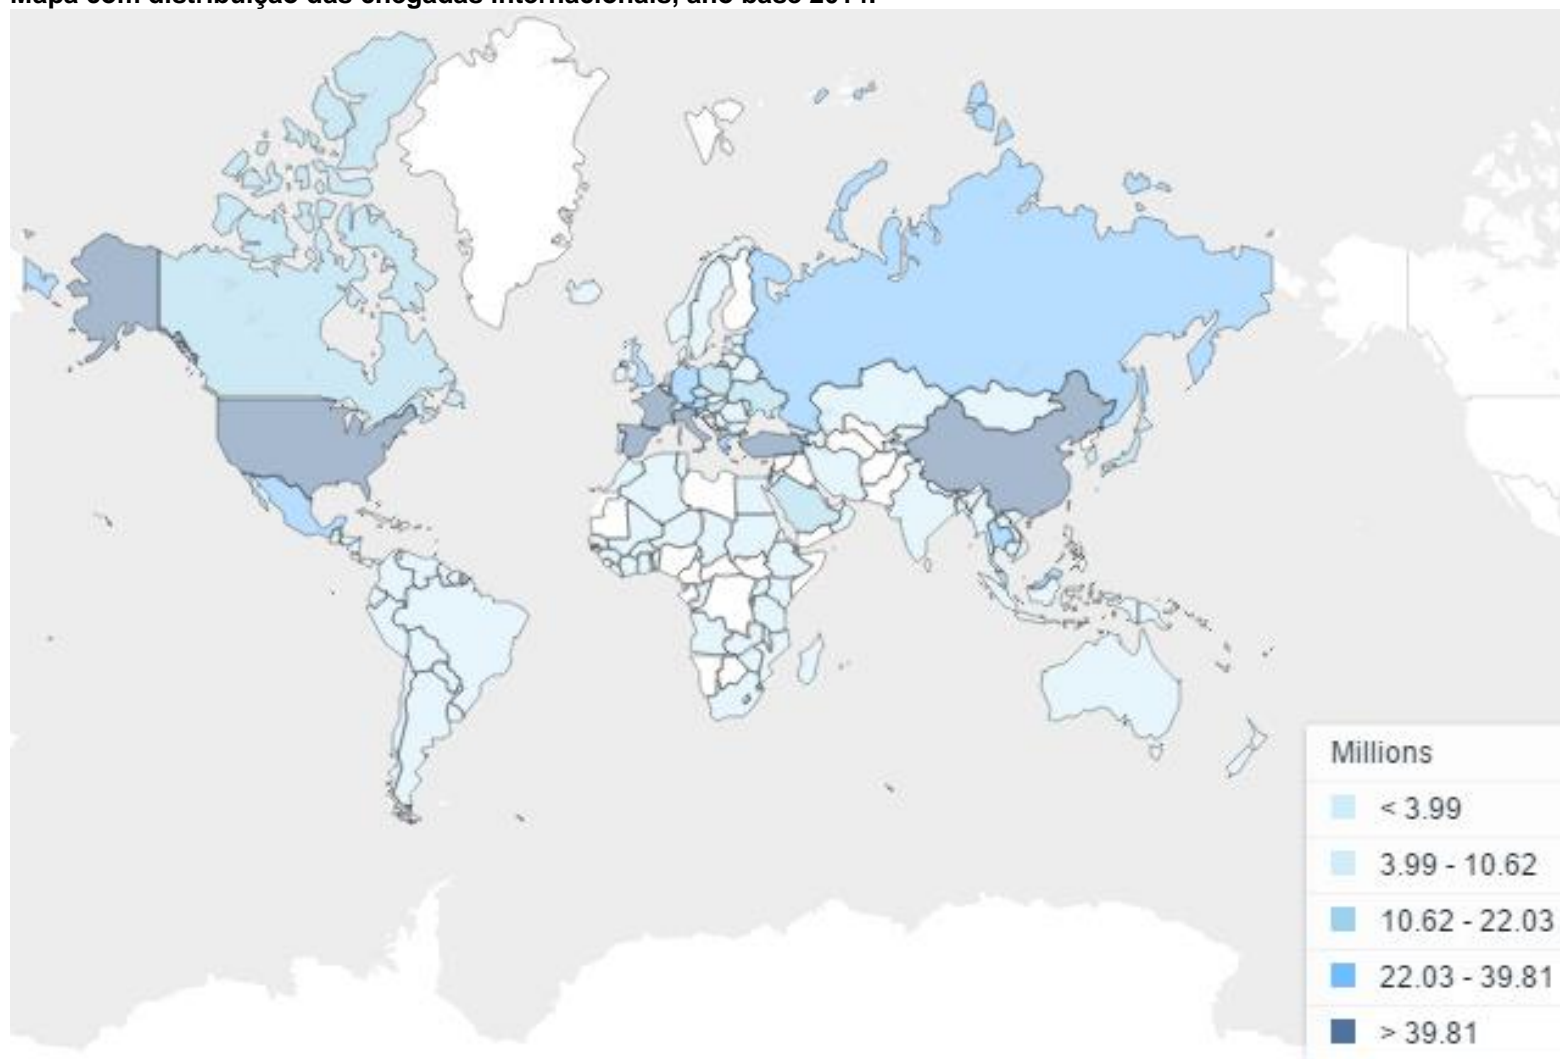 Mapa com distribuição das chegadas internacionais, ano base 2014.
Millions
< 3.99
3.99 - 10.62
10.62 - 22.03
22.03 - 39.81
> 39.81